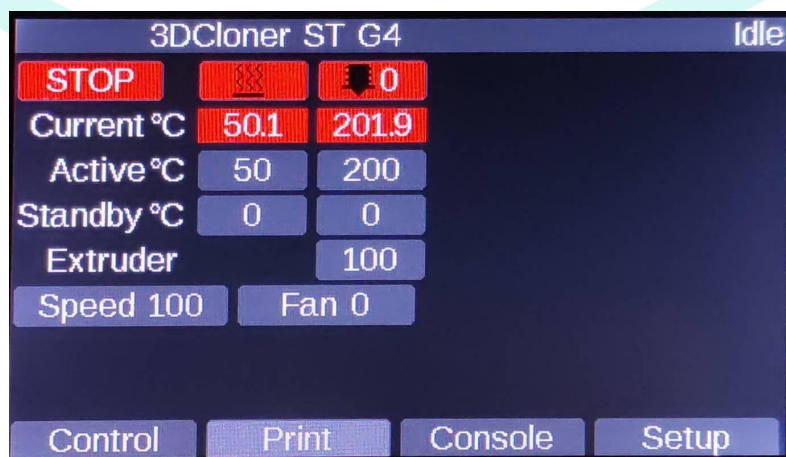 3DCloner ST G4 Idle
STOP 0
Current °C 50.1 201.9
Active °C 50 200
Standby °C 0 0
Extruder 100
Speed 100 Fan 0
Control Print Console Setup